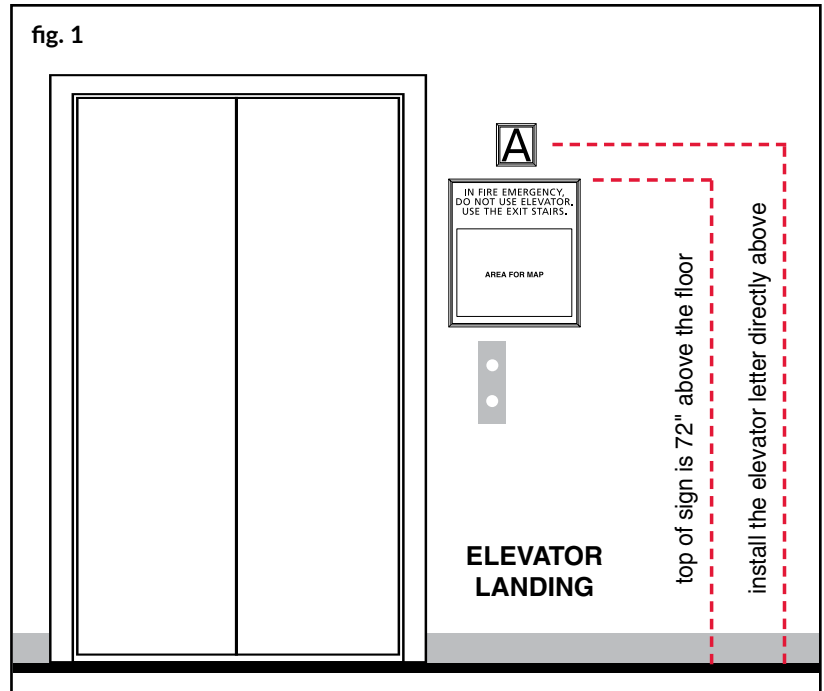 fig. 1
A
IN FIRE EMERGENCY,
DO NOT USE ELEVATOR.
USE THE EXIT STAIRS.
AREA FOR MAP
top of sign is 72" above the floor
install the elevator letter directly above
ELEVATOR
LANDING